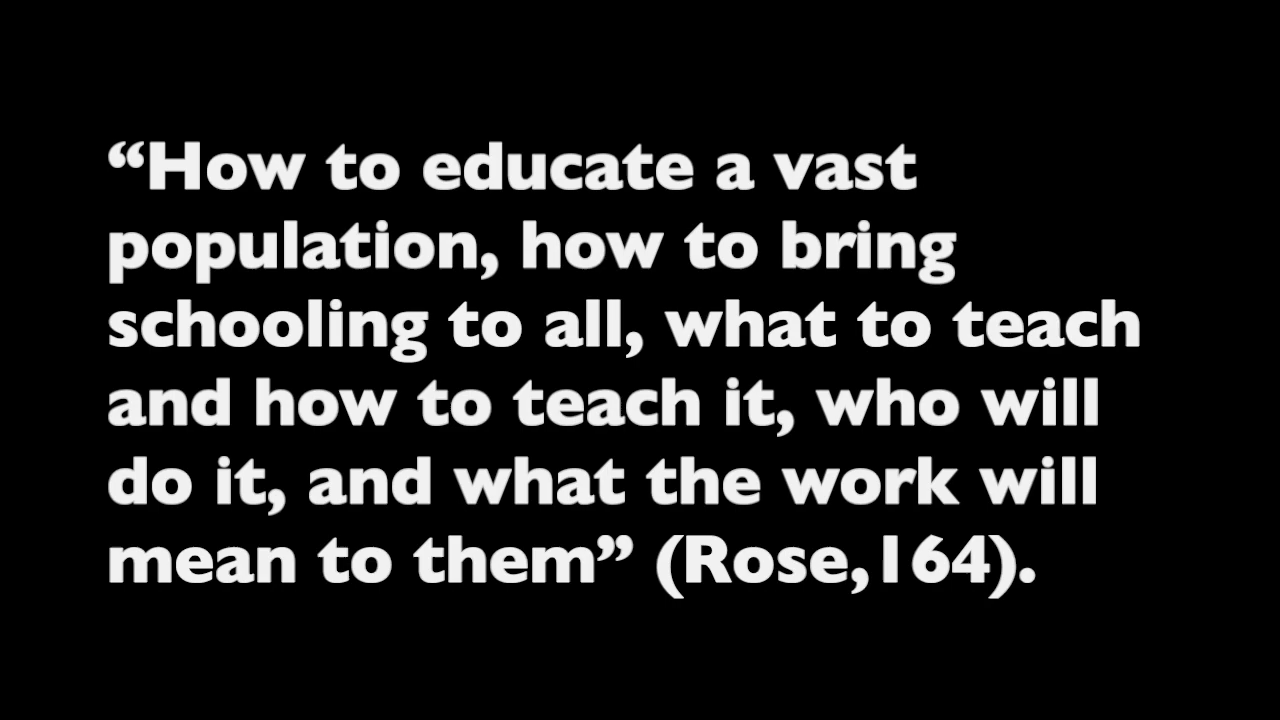 “How to educate a vast
population, how to bring
schooling to all, what to teach
and how to teach it, who will
do it, and what the work will
mean to them” (Rose,164).